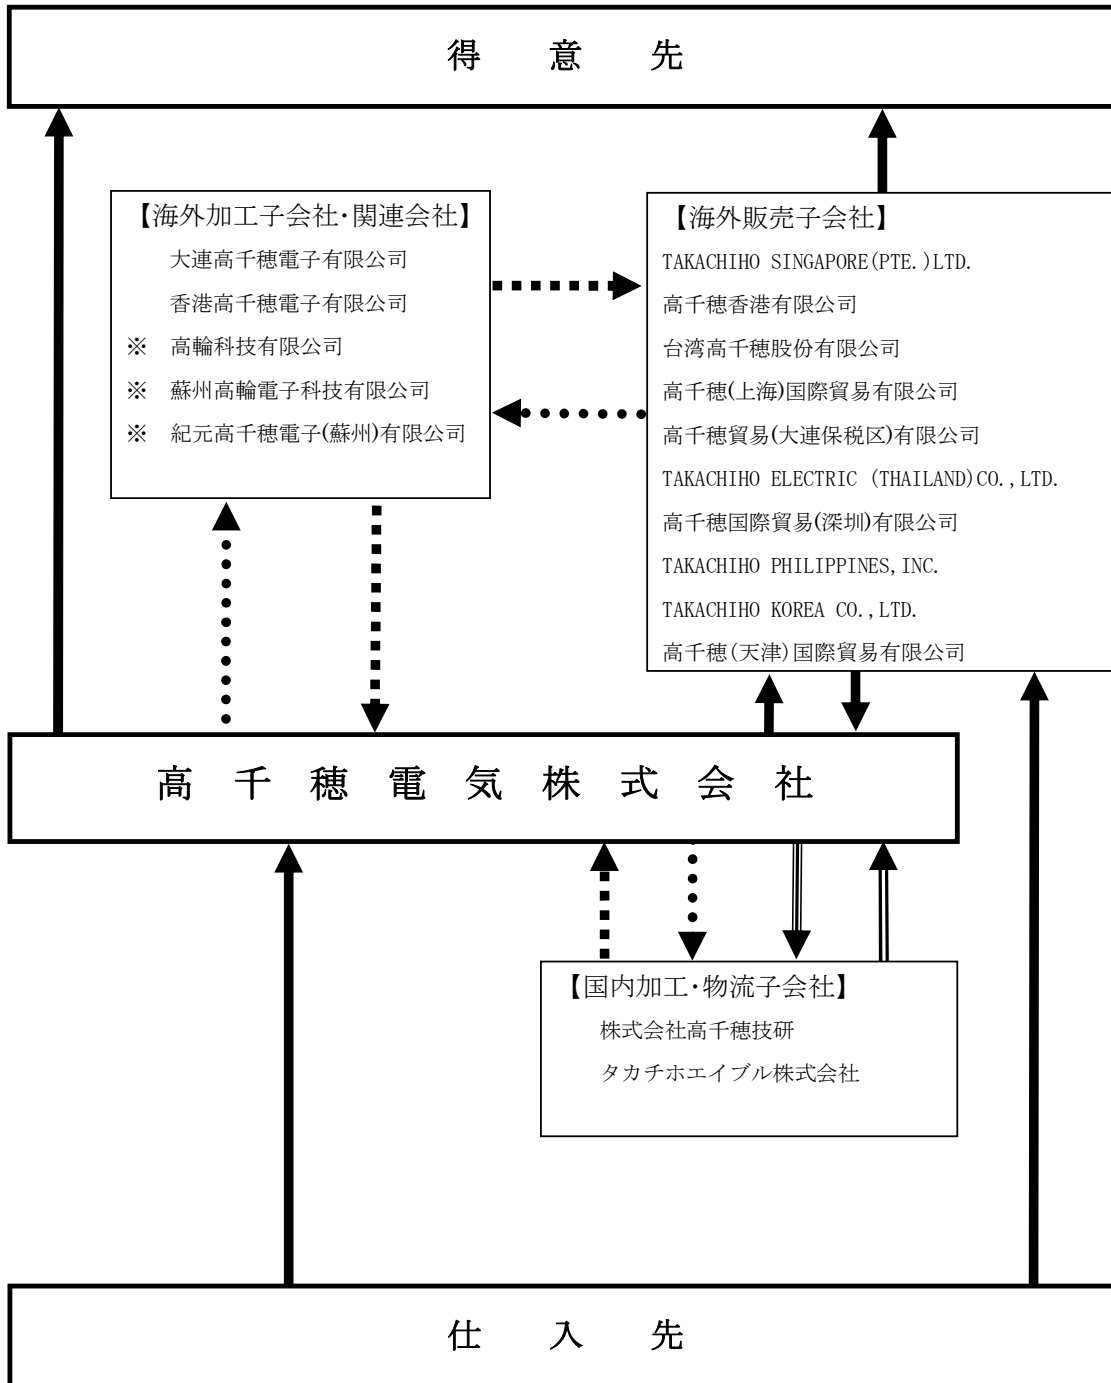 得 意 先
【海外加工子会社・関連会社】
大連高千穂電子有限公司
香港高千穂電子有限公司
※ 高輪科技有限公司
※ 蘇州高輪電子科技有限公司
※ 紀元高千穂電子(蘇州)有限公司
【海外販売子会社】
TAKACHIHO SINGAPORE(PTE.)LTD.
高千穂香港有限公司
台湾高千穂股份有限公司
高千穂(上海)国際貿易有限公司
高千穂貿易(大連保税区)有限公司
TAKACHIHO ELECTRIC (THAILAND)CO.,LTD.
高千穂国際貿易(深圳)有限公司
TAKACHIHO PHILIPPINES,INC.
TAKACHIHO KOREA CO.,LTD.
高千穂(天津)国際貿易有限公司
高 千 穂 電 気 株 式 会 社
【国内加工・物流子会社】
株式会社高千穂技研
タカチホエイブル株式会社
仕 入 先